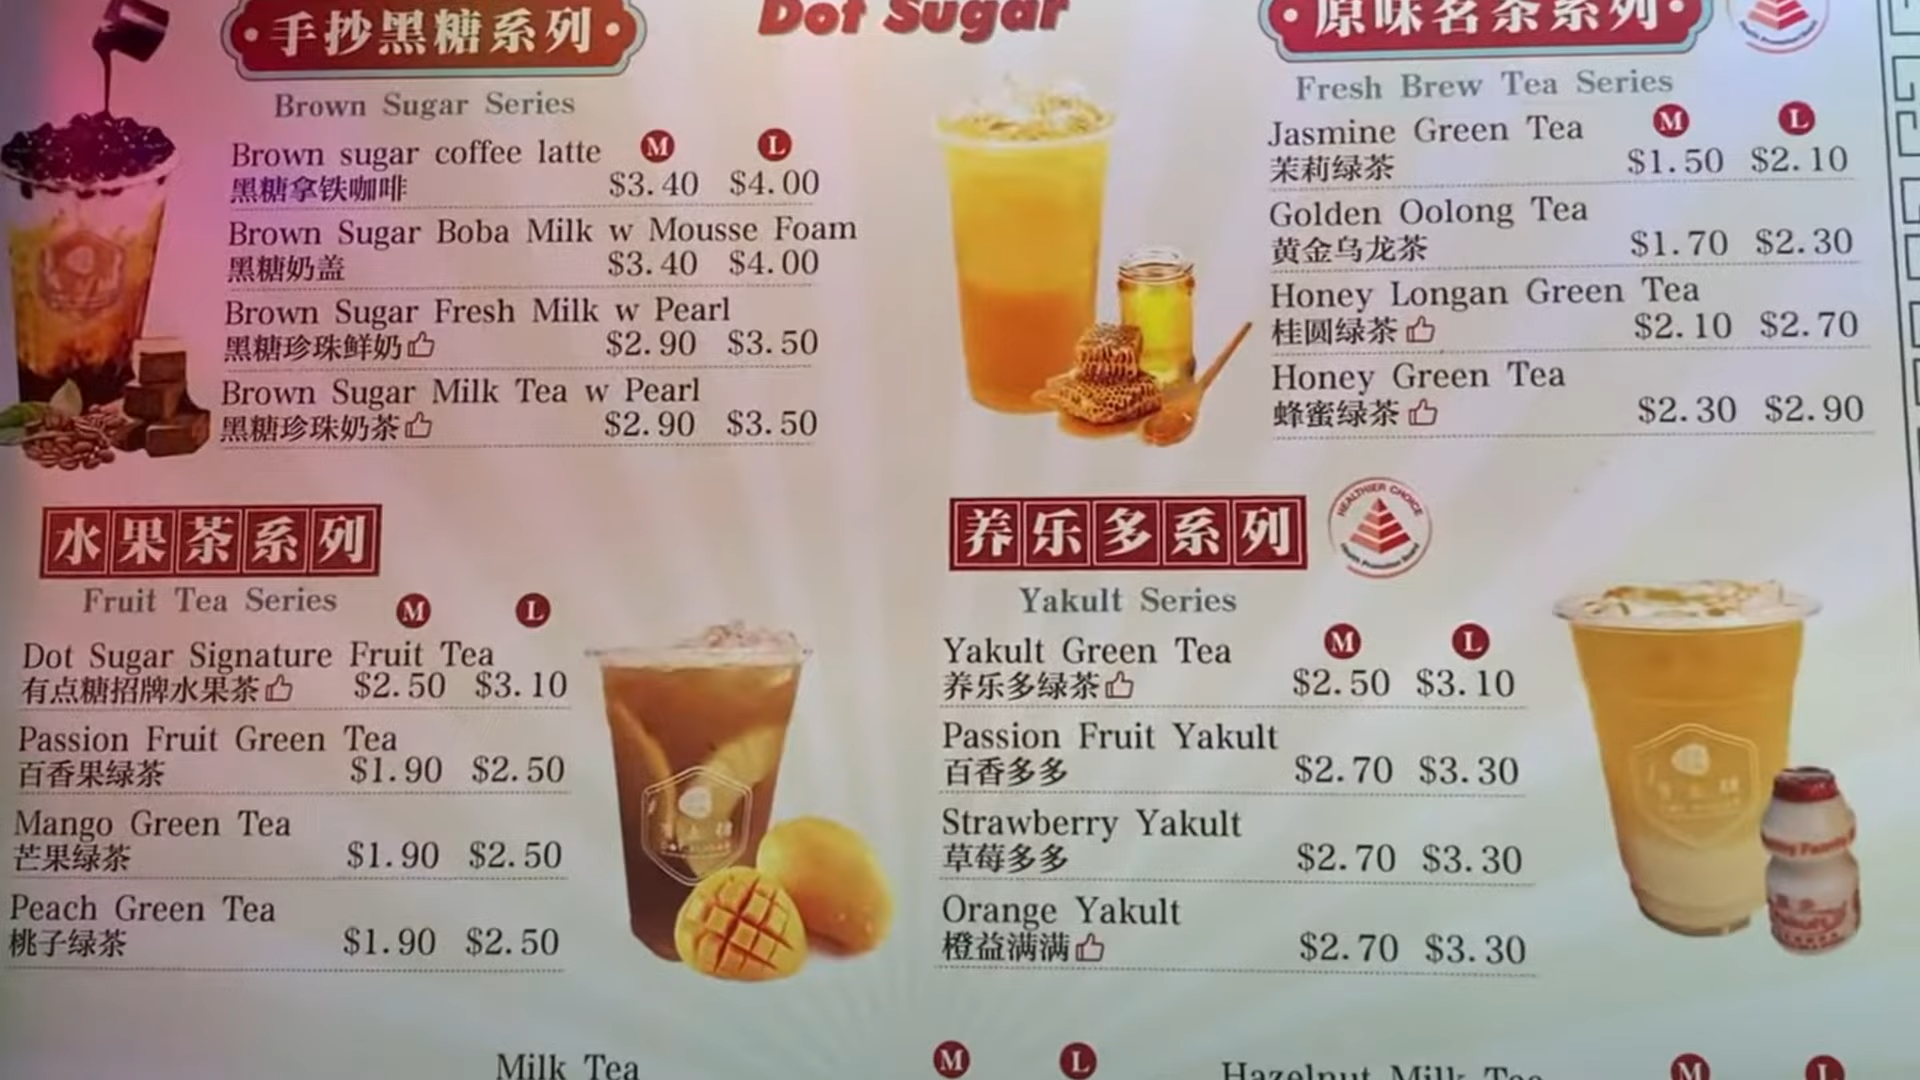 手抄黑糖系列
Brown Sugar Series
M L
Brown sugar coffee latte
黑糖拿铁咖啡 $3.40 $4.00
Brown Sugar Boba Milk w Mousse Foam
黑糖奶盖 $3.40 $4.00
Brown Sugar Fresh Milk w Pearl
黑糖珍珠鲜奶 $2.90 $3.50
Brown Sugar Milk Tea w Pearl
黑糖珍珠奶茶 $2.90 $3.50
Dot Sugar
原味名茶系列
Fresh Brew Tea Series
M L
Jasmine Green Tea
茉莉绿茶 $1.50 $2.10
Golden Oolong Tea
黄金乌龙茶 $1.70 $2.30
Honey Longan Green Tea
桂圆绿茶 $2.10 $2.70
Honey Green Tea
蜂蜜绿茶 $2.30 $2.90
水果茶系列
Fruit Tea Series
M L
Dot Sugar Signature Fruit Tea
有点糖招牌水果茶 $2.50 $3.10
Passion Fruit Green Tea
百香果绿茶 $1.90 $2.50
Mango Green Tea
芒果绿茶 $1.90 $2.50
Peach Green Tea
桃子绿茶 $1.90 $2.50
养乐多系列
HEALTHIER CHOICE
Health Promotion Board
Yakult Series
M L
Yakult Green Tea
养乐多绿茶 $2.50 $3.10
Passion Fruit Yakult
百香多多 $2.70 $3.30
Strawberry Yakult
草莓多多 $2.70 $3.30
Orange Yakult
橙益满满 $2.70 $3.30
Milk Tea M L
Hazelnut Milk Tea M L